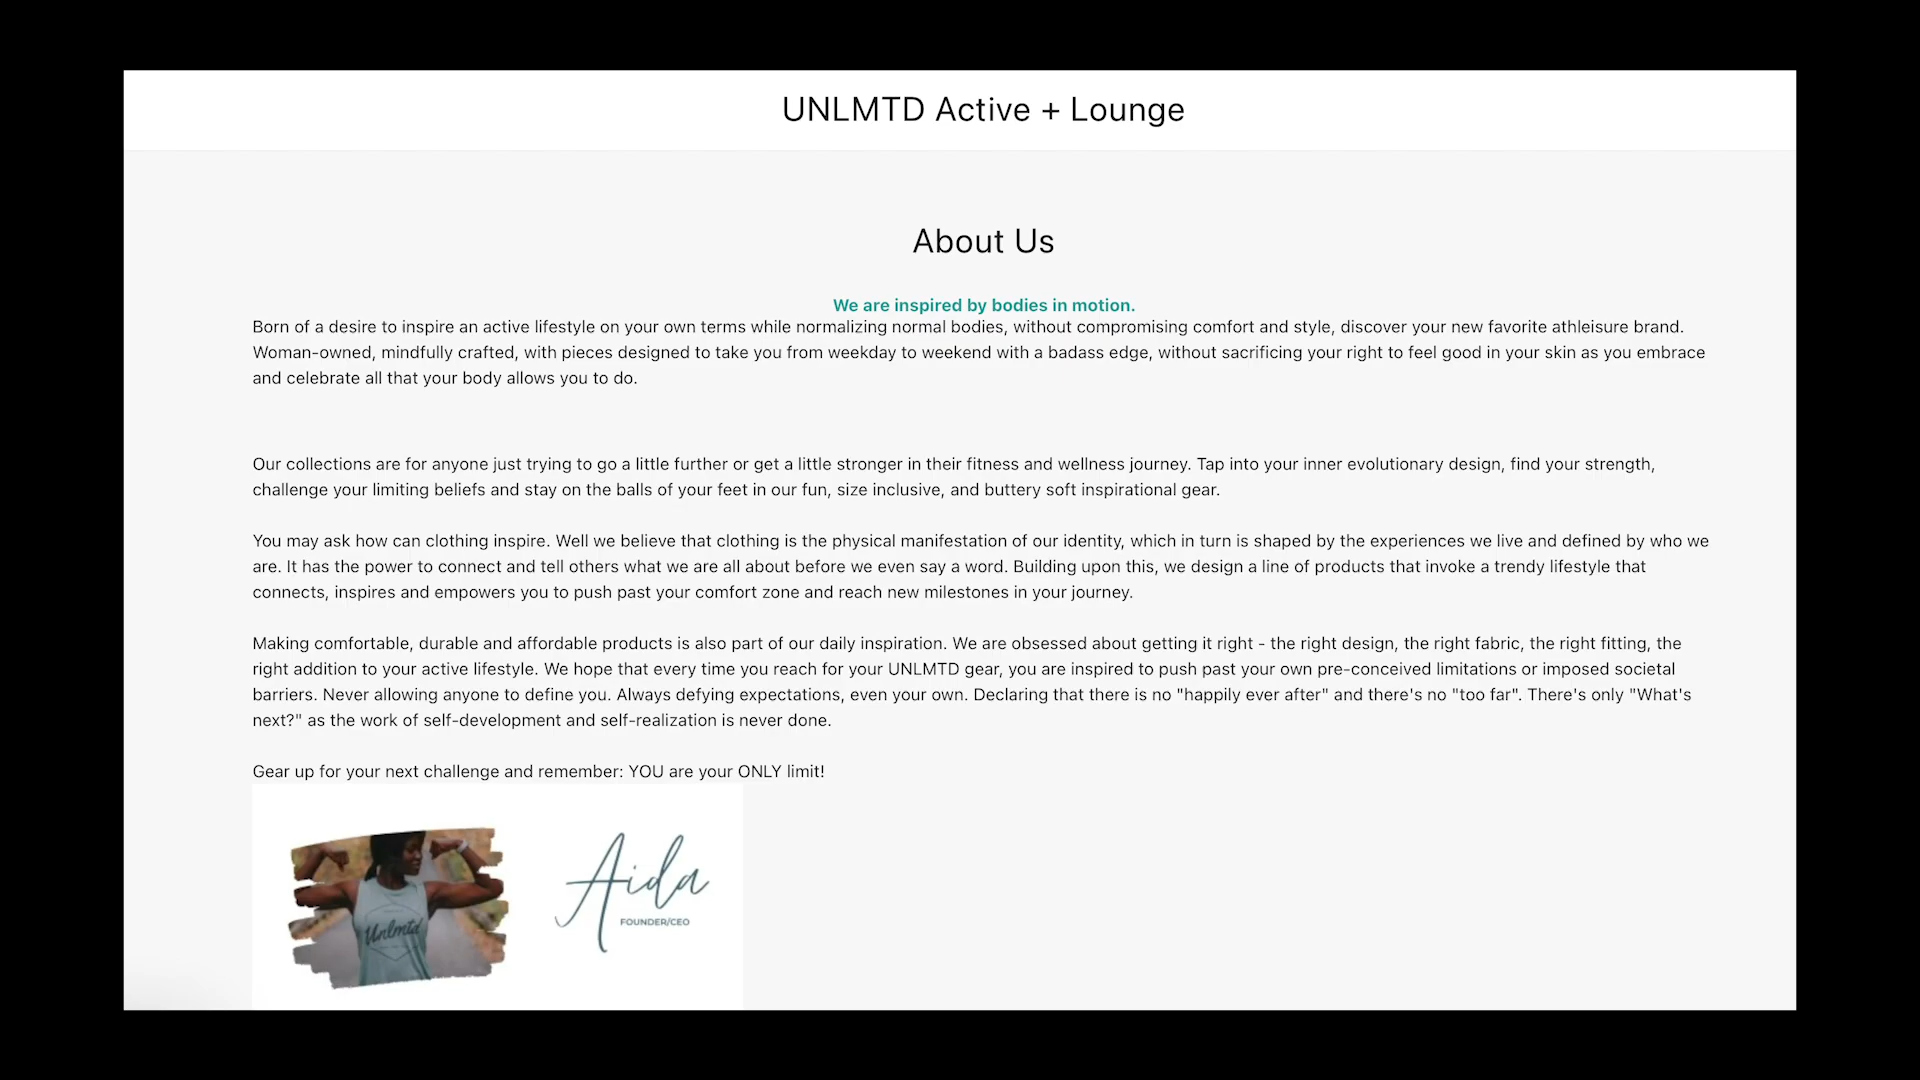 UNLMTD Active + Lounge
About Us
We are inspired by bodies in motion.
Born of a desire to inspire an active lifestyle on your own terms while normalizing normal bodies, without compromising comfort and style, discover your new favorite athleisure brand.
Woman-owned, mindfully crafted, with pieces designed to take you from weekday to weekend with a badass edge, without sacrificing your right to feel good in your skin as you embrace
and celebrate all that your body allows you to do.
Our collections are for anyone just trying to go a little further or get a little stronger in their fitness and wellness journey. Tap into your inner evolutionary design, find your strength,
challenge your limiting beliefs and stay on the balls of your feet in our fun, size inclusive, and buttery soft inspirational gear.
You may ask how can clothing inspire. Well we believe that clothing is the physical manifestation of our identity, which in turn is shaped by the experiences we live and defined by who we
are. It has the power to connect and tell others what we are all about before we even say a word. Building upon this, we design a line of products that invoke a trendy lifestyle that
connects, inspires and empowers you to push past your comfort zone and reach new milestones in your journey.
Making comfortable, durable and affordable products is also part of our daily inspiration. We are obsessed about getting it right - the right design, the right fabric, the right fitting, the
right addition to your active lifestyle. We hope that every time you reach for your UNLMTD gear, you are inspired to push past your own pre-conceived limitations or imposed societal
barriers. Never allowing anyone to define you. Always defying expectations, even your own. Declaring that there is no "happily ever after" and there's no "too far". There's only "What's
next?" as the work of self-development and self-realization is never done.
Gear up for your next challenge and remember: YOU are your ONLY limit!
Unlmtd
Aida
FOUNDER/CEO